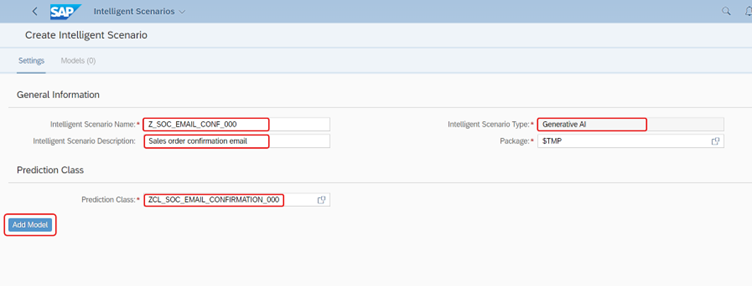 SAP Intelligent Scenarios
Create Intelligent Scenario
Settings Models (0)
General Information
Intelligent Scenario Name:* Z_SOC_EMAIL_CONF_000 Intelligent Scenario Type:* Generative AI
Intelligent Scenario Description: Sales order confirmation email Package:* $TMP
Prediction Class
Prediction Class:* ZCL_SOC_EMAIL_CONFIRMATION_000
Add Model